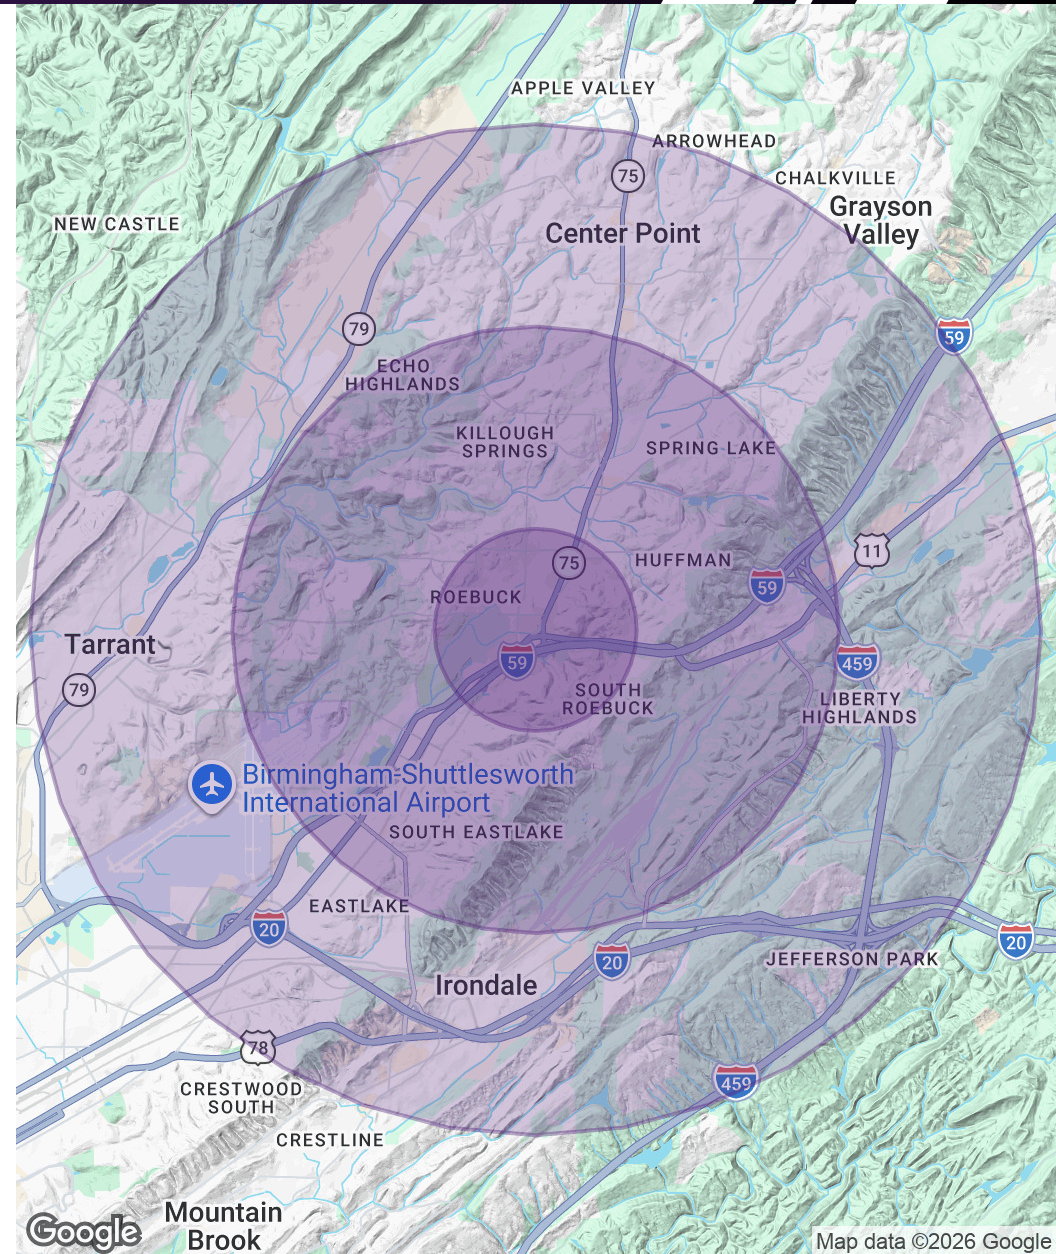 APPLE VALLEY
ARROWHEAD
75
CHALKVILLE
Grayson
Valley
NEW CASTLE
Center Point
79
59
ECHO
HIGHLANDS
KILLOUGH
SPRINGS
SPRING LAKE
11
75
HUFFMAN
59
ROEBUCK
Tarrant
59
459
79
SOUTH
ROEBUCK
LIBERTY
HIGHLANDS
Birmingham-Shuttlesworth
International Airport
SOUTH EASTLAKE
EASTLAKE
20
20
20
JEFFERSON PARK
Irondale
78
459
CRESTWOOD
SOUTH
CRESTLINE
Mountain
Brook
Google
Map data ©2026 Google